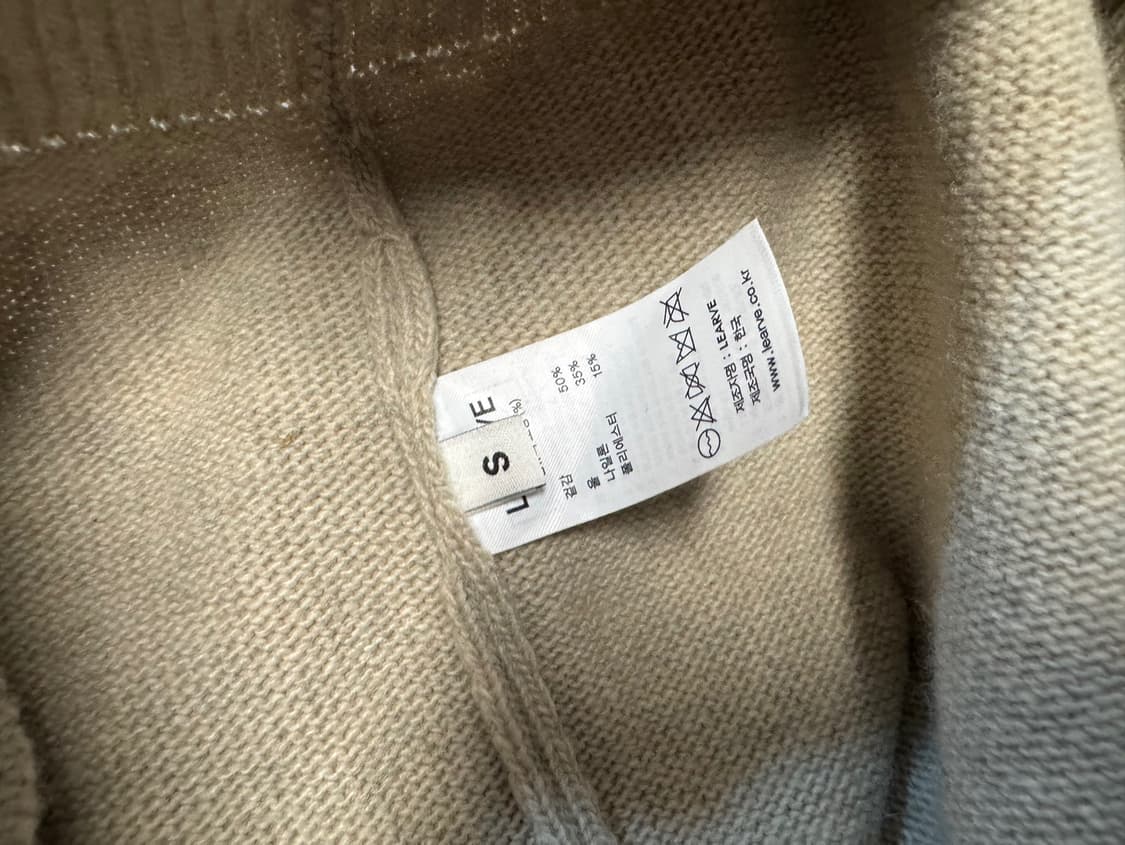 S
L VE
%)
겉감
울 50%
나일론 35%
폴리에스터 15%
제조자명 : LEARVE
제조국명 : 한국
www.learve.co.kr